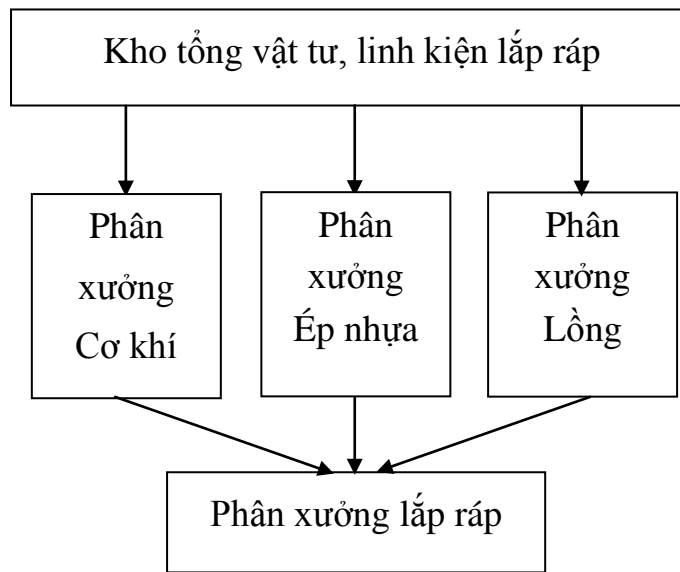 Kho tổng vật tư, linh kiện lắp ráp
Phân
xưởng
Cơ khí
Phân
xưởng
Ép nhựa
Phân
xưởng
Lồng
Phân xưởng lắp ráp